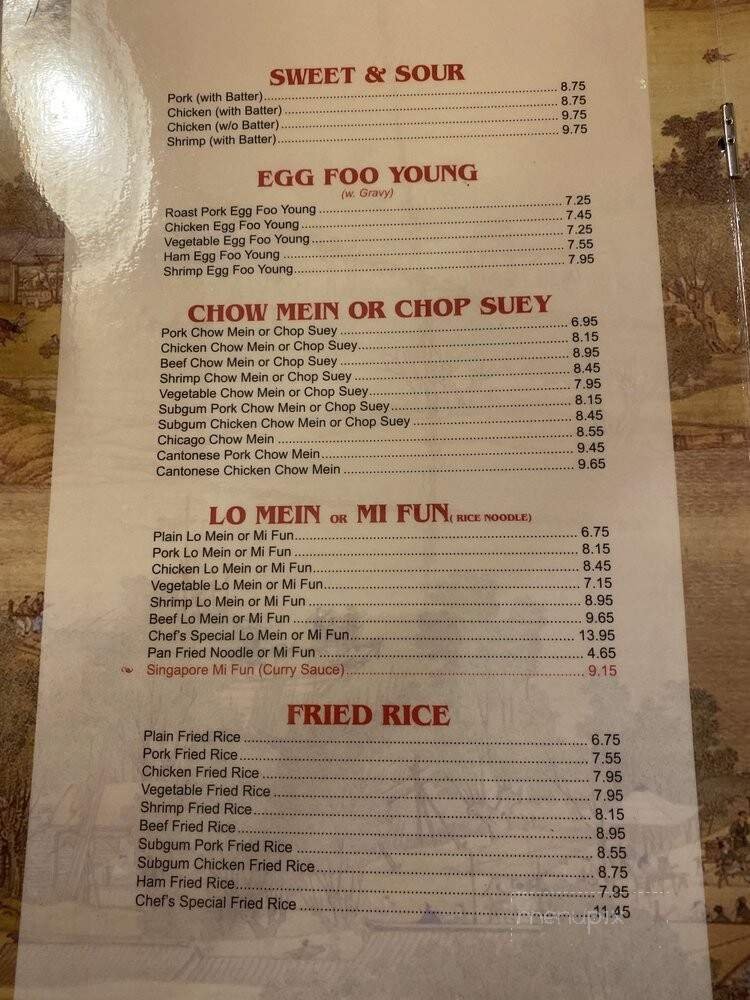 SWEET & SOUR
Pork (with Batter) 8.75
Chicken (with Batter) 8.75
Chicken (w/o Batter) 9.75
Shrimp (with Batter) 9.75
EGG FOO YOUNG
(w. Gravy)
Roast Pork Egg Foo Young 7.25
Chicken Egg Foo Young 7.45
Vegetable Egg Foo Young 7.25
Ham Egg Foo Young 7.55
Shrimp Egg Foo Young 7.95
CHOW MEIN OR CHOP SUEY
Pork Chow Mein or Chop Suey 6.95
Chicken Chow Mein or Chop Suey 8.15
Beef Chow Mein or Chop Suey 8.95
Shrimp Chow Mein or Chop Suey 8.45
Vegetable Chow Mein or Chop Suey 7.95
Subgum Pork Chow Mein or Chop Suey 8.15
Subgum Chicken Chow Mein or Chop Suey 8.45
Chicago Chow Mein 8.55
Cantonese Pork Chow Mein 9.45
Cantonese Chicken Chow Mein 9.65
LO MEIN OR MI FUN ( RICE NOODLE)
Plain Lo Mein or Mi Fun 6.75
Pork Lo Mein or Mi Fun 8.15
Chicken Lo Mein or Mi Fun 8.45
Vegetable Lo Mein or Mi Fun 7.15
Shrimp Lo Mein or Mi Fun 8.95
Beef Lo Mein or Mi Fun 9.65
Chef's Special Lo Mein or Mi Fun 13.95
Pan Fried Noodle or Mi Fun 4.65
Singapore Mi Fun (Curry Sauce) 9.15
FRIED RICE
Plain Fried Rice 6.75
Pork Fried Rice 7.55
Chicken Fried Rice 7.95
Vegetable Fried Rice 7.95
Shrimp Fried Rice 8.15
Beef Fried Rice 8.95
Subgum Pork Fried Rice 8.55
Subgum Chicken Fried Rice 8.75
Ham Fried Rice 7.95
Chef's Special Fried Rice 11.45
menupix